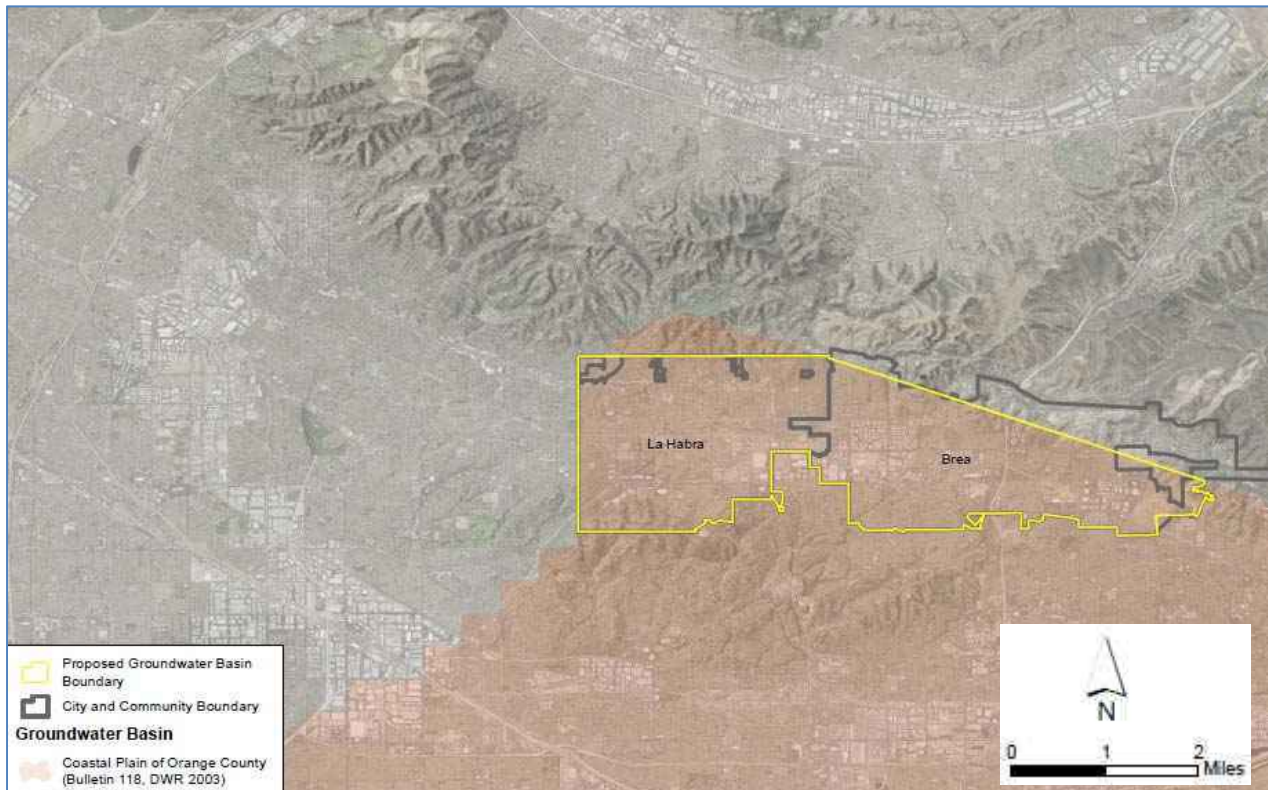 La Habra
Brea
Proposed Groundwater Basin
Boundary
City and Community Boundary
Groundwater Basin
Coastal Plain of Orange County
(Bulletin 118, DWR 2003)
N
0 1 2
Miles